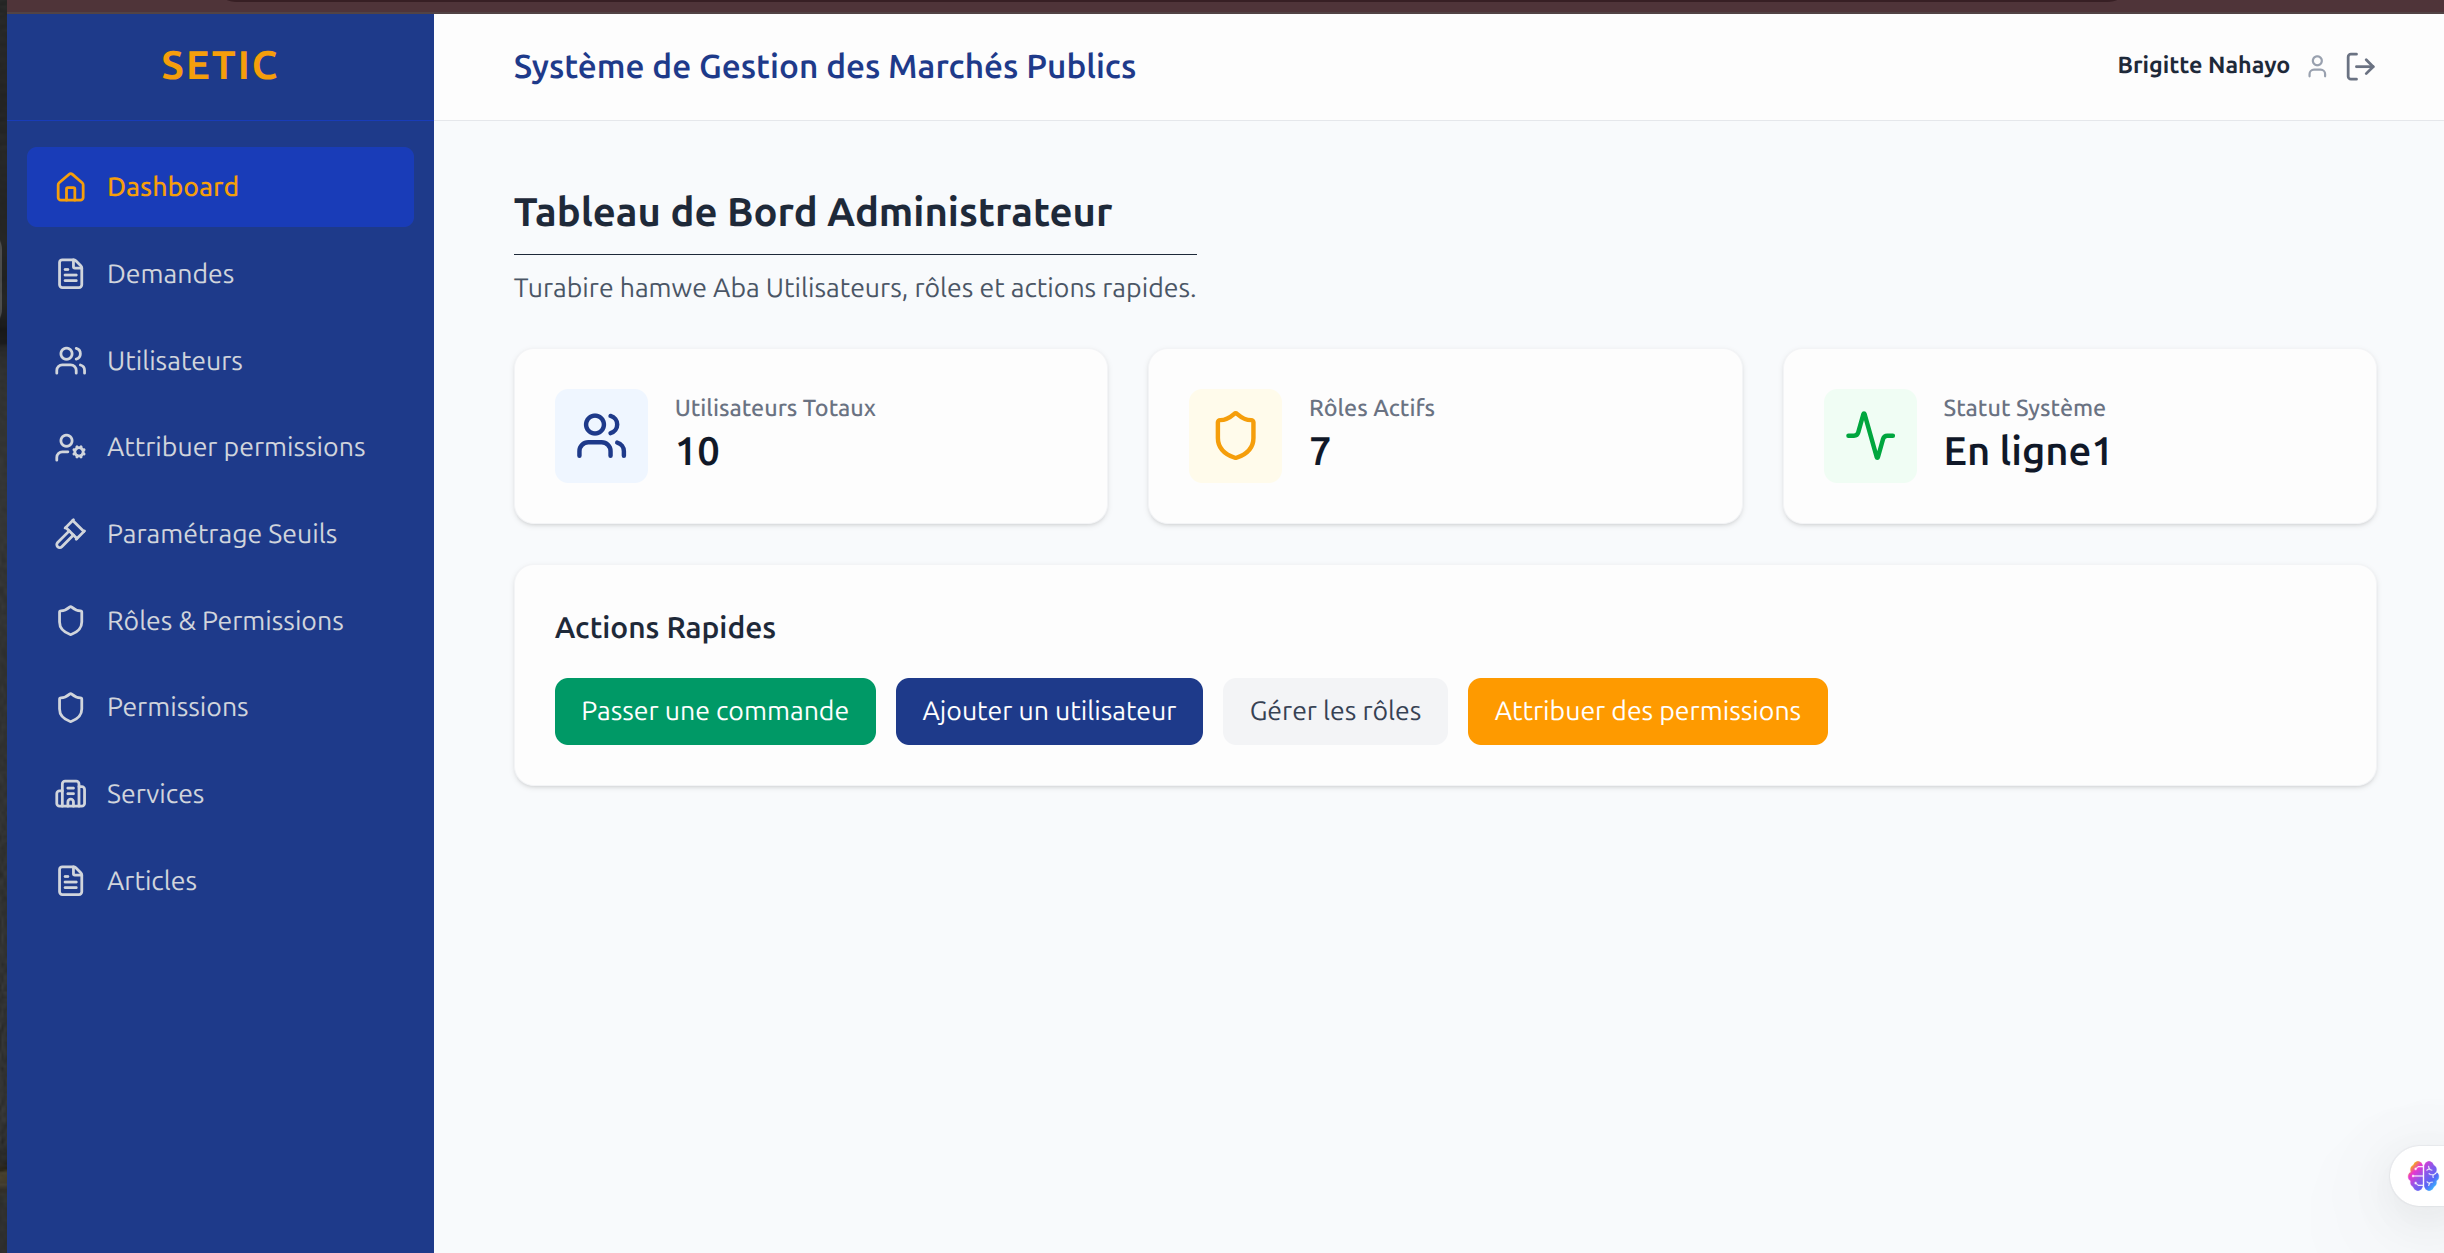 SETIC
Dashboard
Demandes
Utilisateurs
Attribuer permissions
Paramétrage Seuils
Rôles & Permissions
Permissions
Services
Articles
Système de Gestion des Marchés Publics
Brigitte Nahayo
Tableau de Bord Administrateur
Turabire hamwe Aba Utilisateurs, rôles et actions rapides.
Utilisateurs Totaux
10
Rôles Actifs
7
Statut Système
En ligne1
Actions Rapides
Passer une commande
Ajouter un utilisateur
Gérer les rôles
Attribuer des permissions